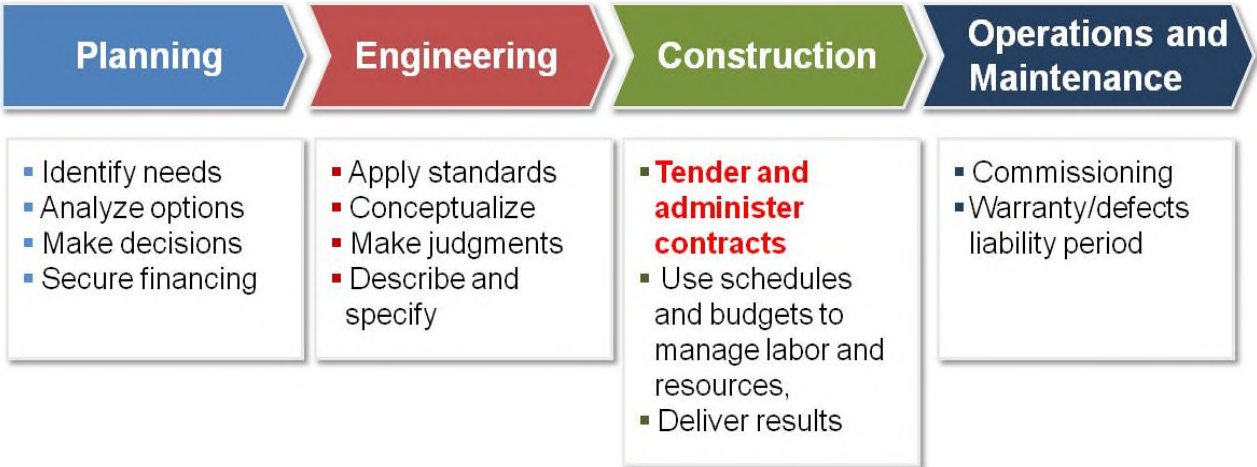 Planning
Engineering
Construction
Operations and
Maintenance
▪ Identify needs
▪ Analyze options
▪ Make decisions
▪ Secure financing
▪ Apply standards
▪ Conceptualize
▪ Make judgments
▪ Describe and
specify
▪ Tender and
administer
contracts
▪ Use schedules
and budgets to
manage labor and
resources,
▪ Deliver results
▪ Commissioning
▪ Warranty/defects
liability period